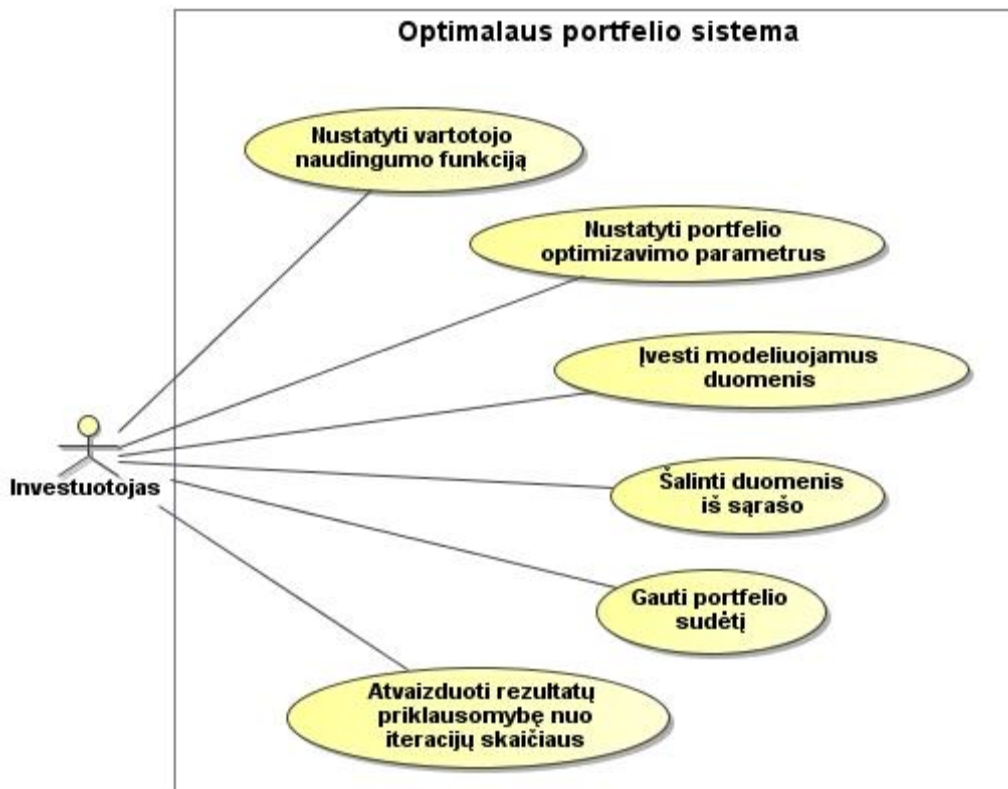 Optimalaus portfelio sistema
Nustatyti vartotojo
naudingumo funkciją
Nustatyti portfelio
optimizavimo parametrus
Įvesti modeliuojamus
duomenis
Investuotojas
Šalinti duomenis
iš sąrašo
Gauti portfelio
sudėtį
Atvaizduoti rezultatų
priklausomybę nuo
iteracijų skaičiaus